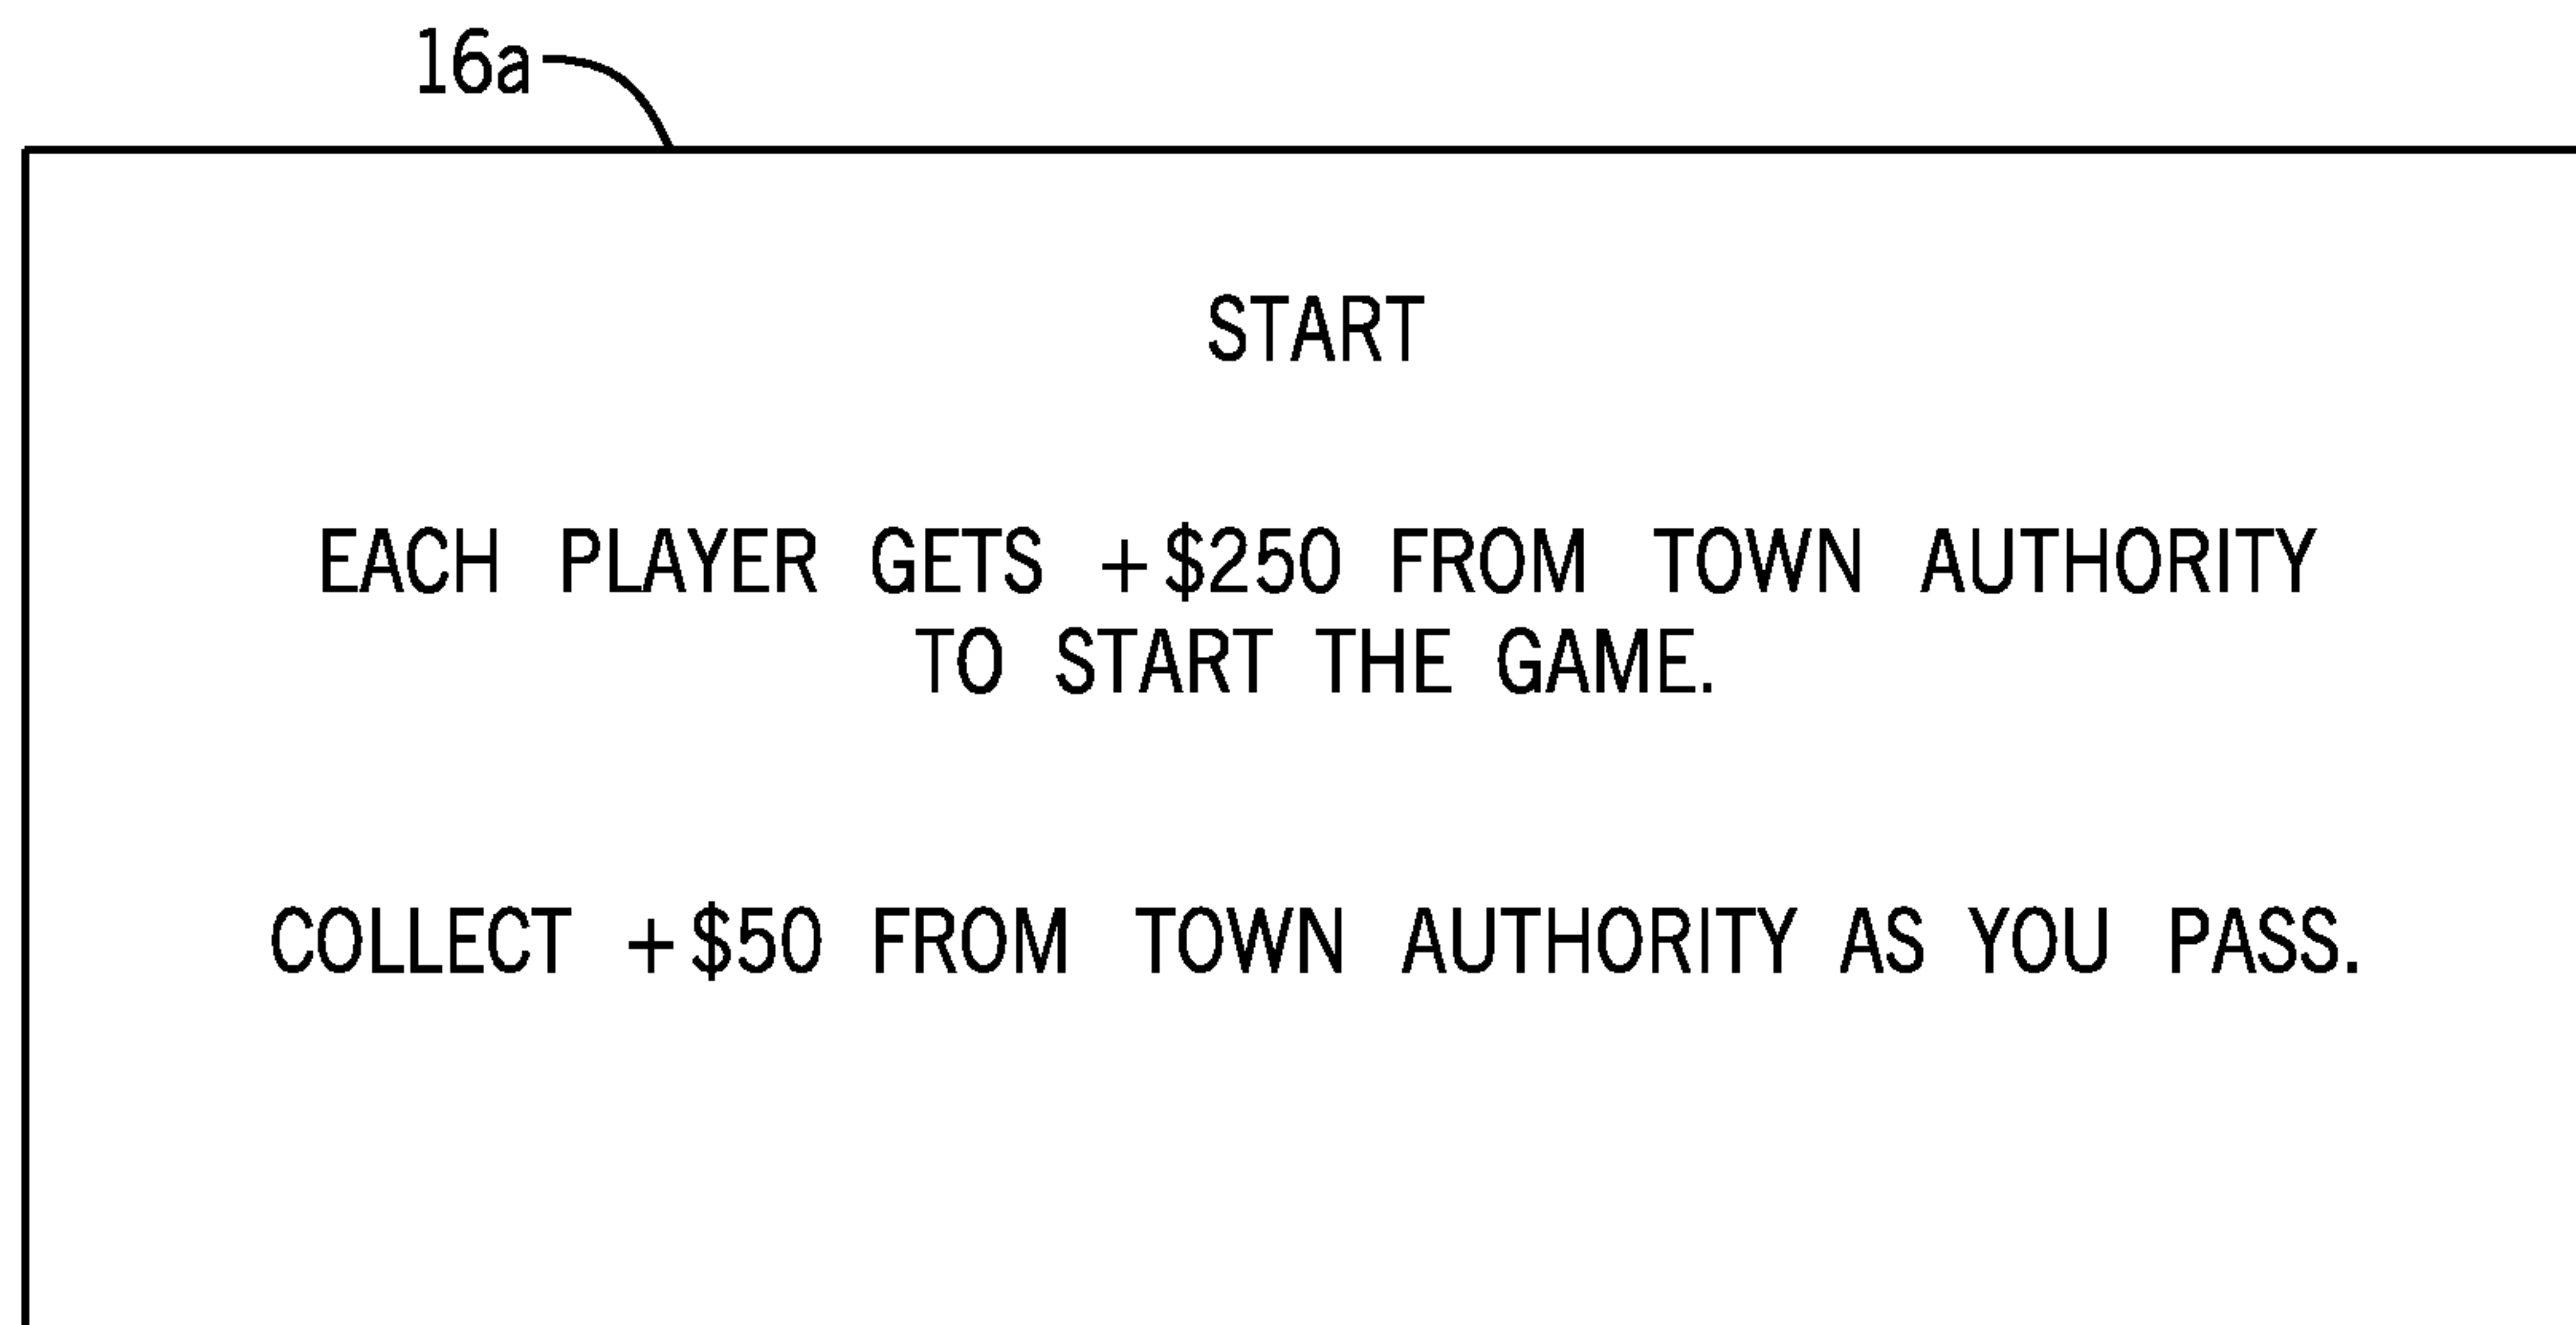 16a
START
EACH PLAYER GETS +$250 FROM TOWN AUTHORITY
TO START THE GAME.
COLLECT +$50 FROM TOWN AUTHORITY AS YOU PASS.